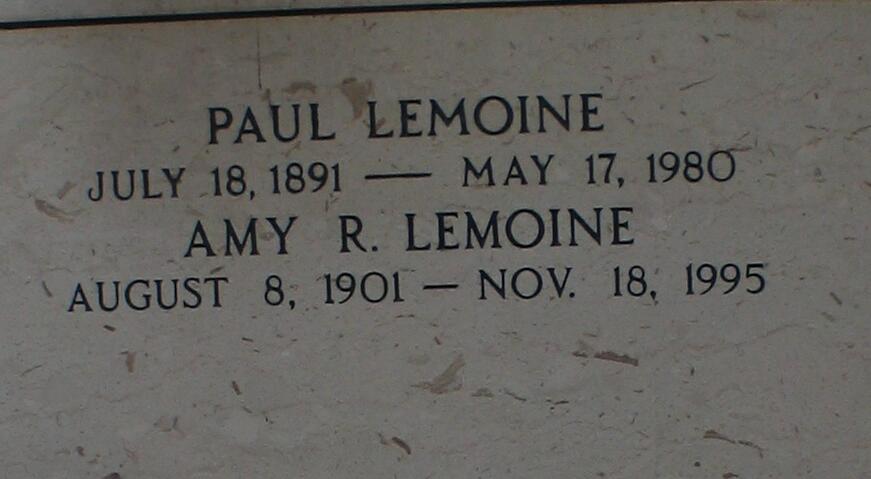 PAUL LEMOINE
JULY 18, 1891 — MAY 17, 1980
AMY R. LEMOINE
AUGUST 8, 1901 — NOV. 18, 1995